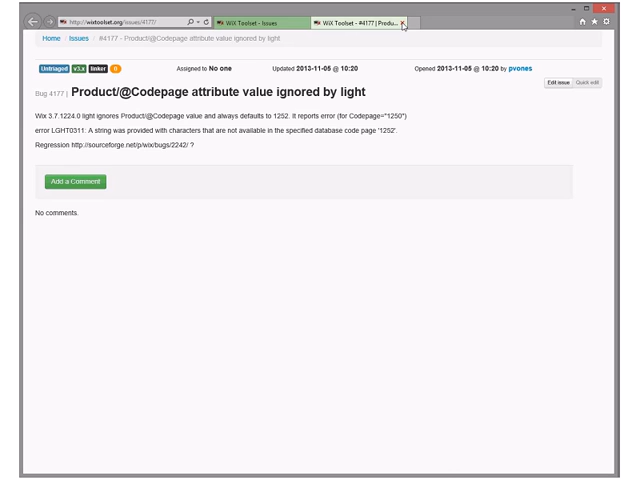 http://wixtoolset.org/issues/4177/
WiX Toolset - Issues
WiX Toolset - #4177 | Produ...
Home / Issues / #4177 - Product/@Codepage attribute value ignored by light
Untriaged v3.x linker 0
Assigned to No one
Updated 2013-11-05 @ 10:20
Opened 2013-11-05 @ 10:20 by pvones
Edit issue Quick edit
Bug 4177 | Product/@Codepage attribute value ignored by light
Wix 3.7.1224.0 light ignores Product/@Codepage value and always defaults to 1252. It reports error (for Codepage="1250")
error LGHT0311: A string was provided with characters that are not available in the specified database code page '1252'.
Regression http://sourceforge.net/p/wix/bugs/2242/ ?
Add a Comment
No comments.